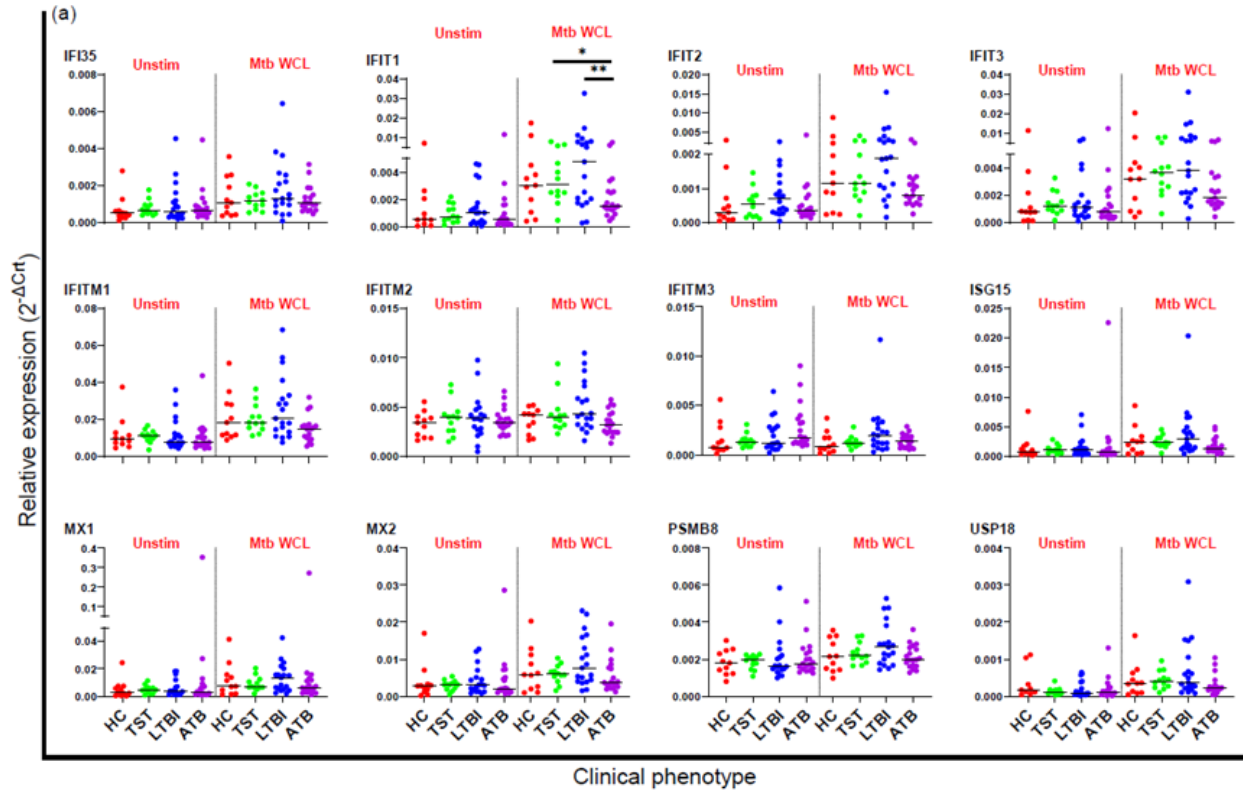 (a)
Relative expression (2^-ΔCrt)
Clinical phenotype
IFI35
Unstim
Mtb WCL
0.008
0.006
0.004
0.002
0.000
IFIT1
Unstim
Mtb WCL
*
**
0.04
0.03
0.02
0.01
0.004
0.002
0.000
IFIT2
Unstim
Mtb WCL
0.020
0.015
0.010
0.005
0.002
0.001
0.000
IFIT3
Unstim
Mtb WCL
0.04
0.03
0.02
0.01
0.004
0.002
0.000
IFITM1
Unstim
Mtb WCL
0.08
0.06
0.04
0.02
0.00
IFITM2
Unstim
Mtb WCL
0.015
0.010
0.005
0.000
IFITM3
Unstim
Mtb WCL
0.015
0.010
0.005
0.000
ISG15
Unstim
Mtb WCL
0.025
0.020
0.015
0.010
0.005
0.000
MX1
Unstim
Mtb WCL
0.4
0.3
0.2
0.1
0.04
0.02
0.00
HC TST LTBI ATB HC TST LTBI ATB
MX2
Unstim
Mtb WCL
0.04
0.03
0.02
0.01
0.00
HC TST LTBI ATB HC TST LTBI ATB
PSMB8
Unstim
Mtb WCL
0.008
0.006
0.004
0.002
0.000
HC TST LTBI ATB HC TST LTBI ATB
USP18
Unstim
Mtb WCL
0.004
0.003
0.002
0.001
0.000
HC TST LTBI ATB HC TST LTBI ATB